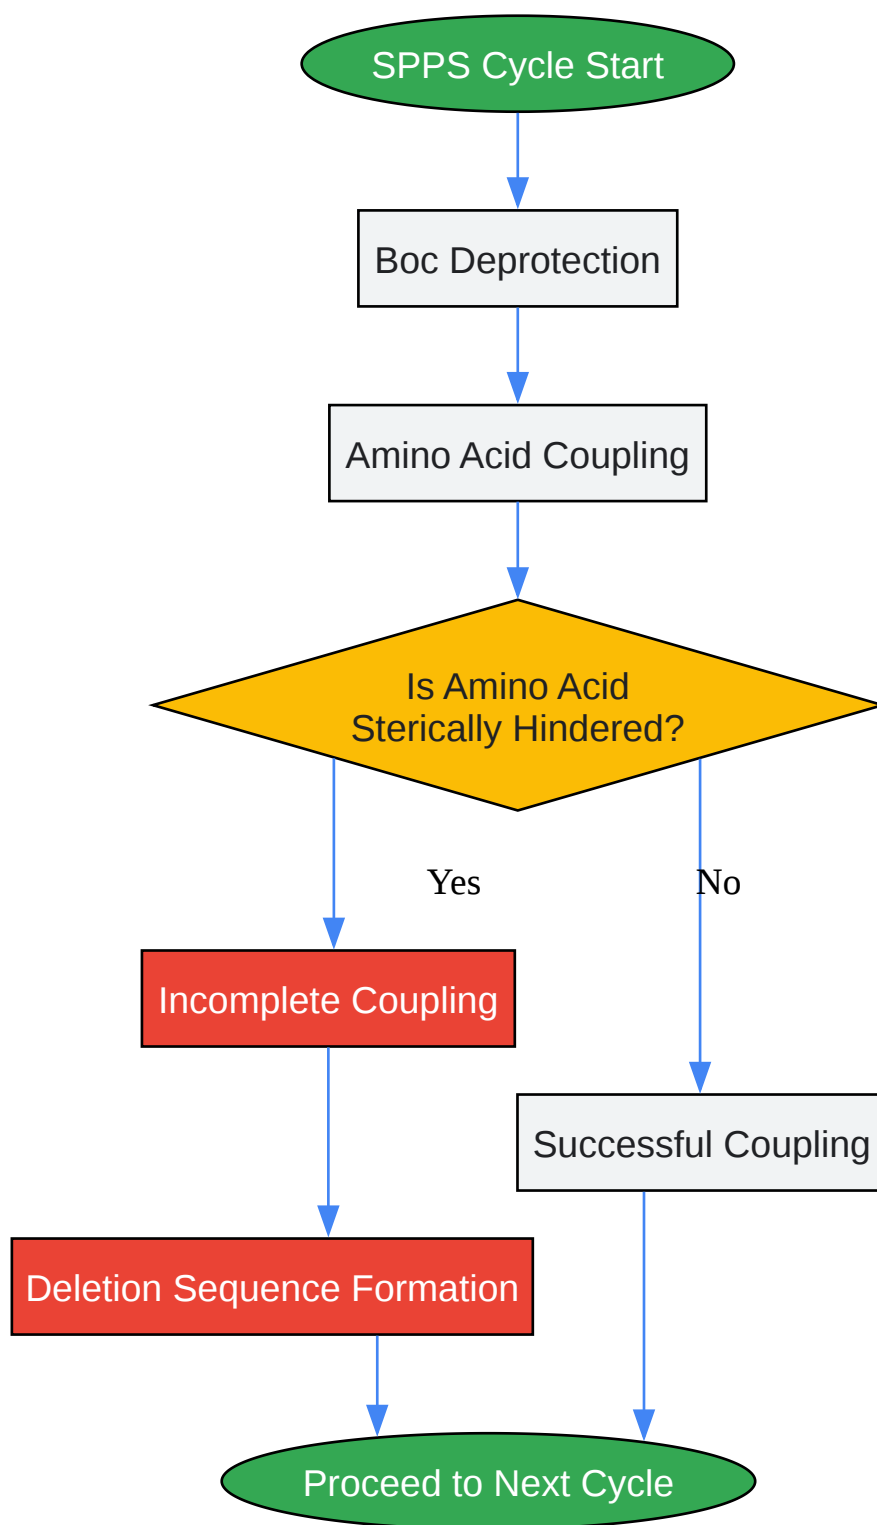 SPPS Cycle Start
Boc Deprotection
Amino Acid Coupling
Is Amino Acid
Sterically Hindered?
Yes
No
Incomplete Coupling
Successful Coupling
Deletion Sequence Formation
Proceed to Next Cycle